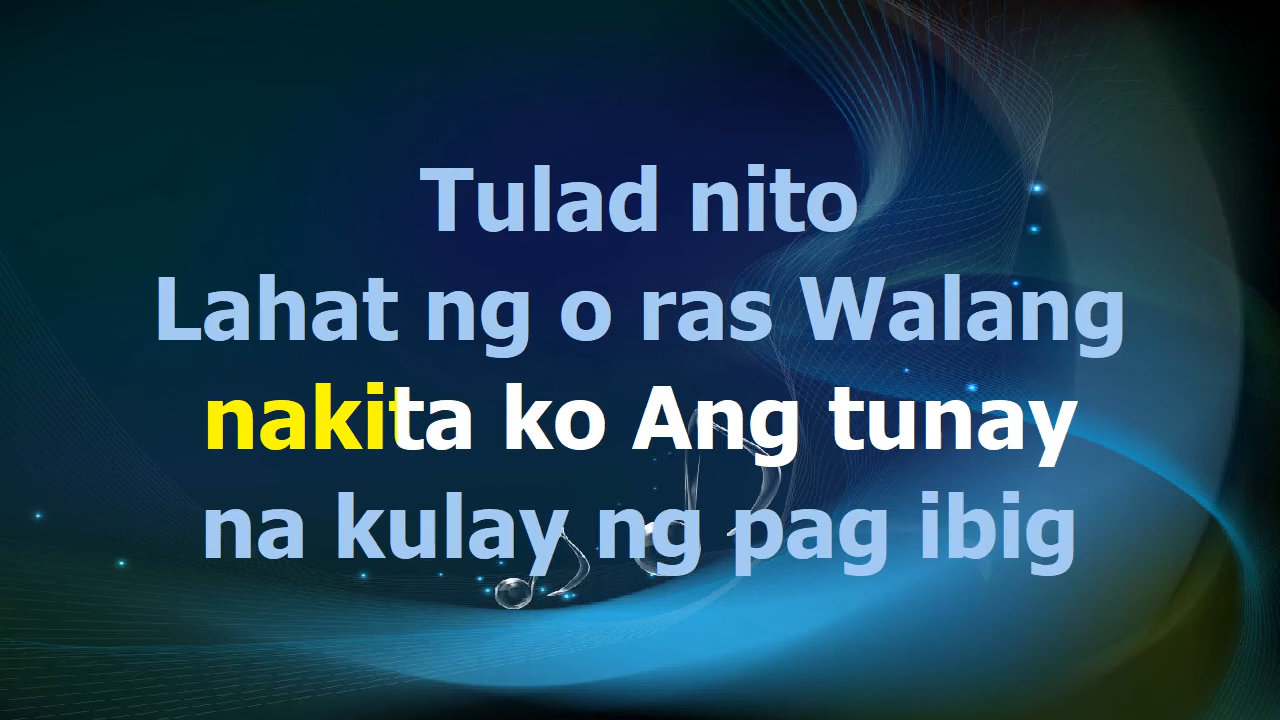 Tulad nito
Lahat ng o ras Walang
nakita ko Ang tunay
na kulay ng pag ibig